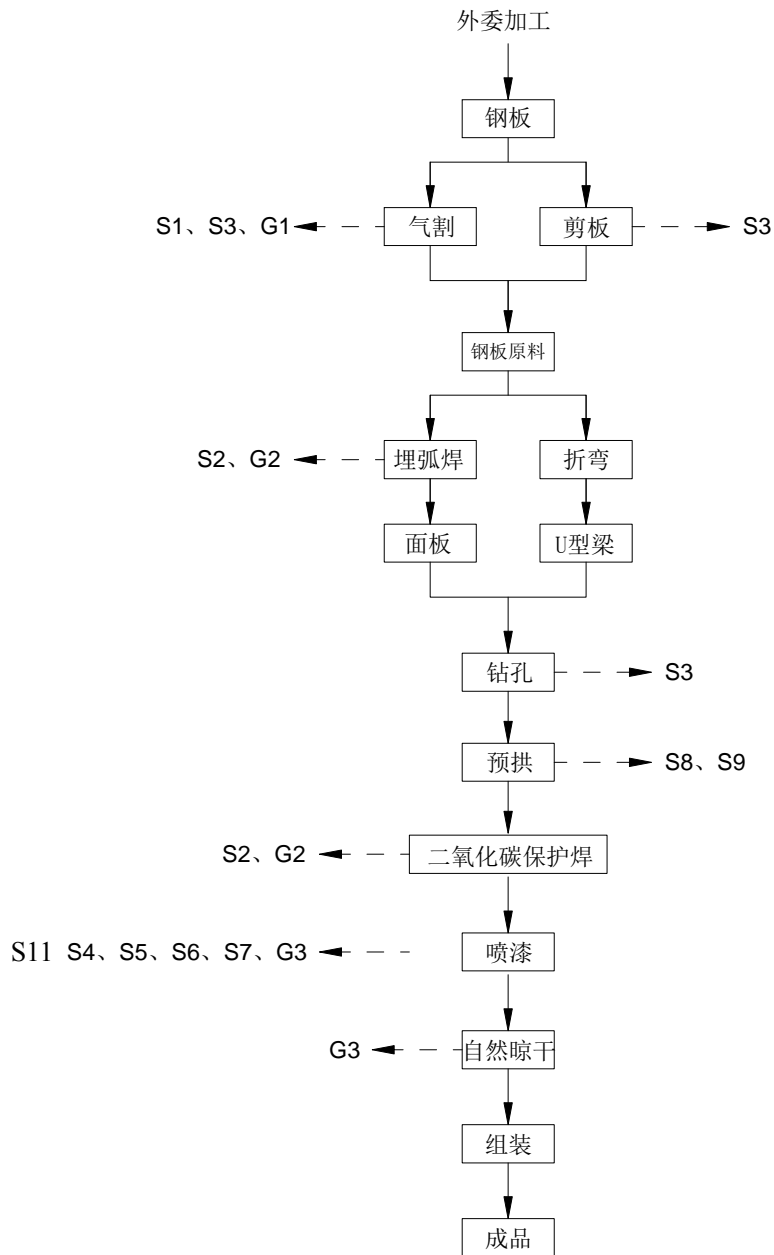 外委加工
钢板
S1、S3、G1
气割
剪板
S3
钢板原料
S2、G2
埋弧焊
折弯
面板
U型梁
钻孔
S3
预拱
S8、S9
S2、G2
二氧化碳保护焊
S11 S4、S5、S6、S7、G3
喷漆
G3
自然晾干
组装
成品